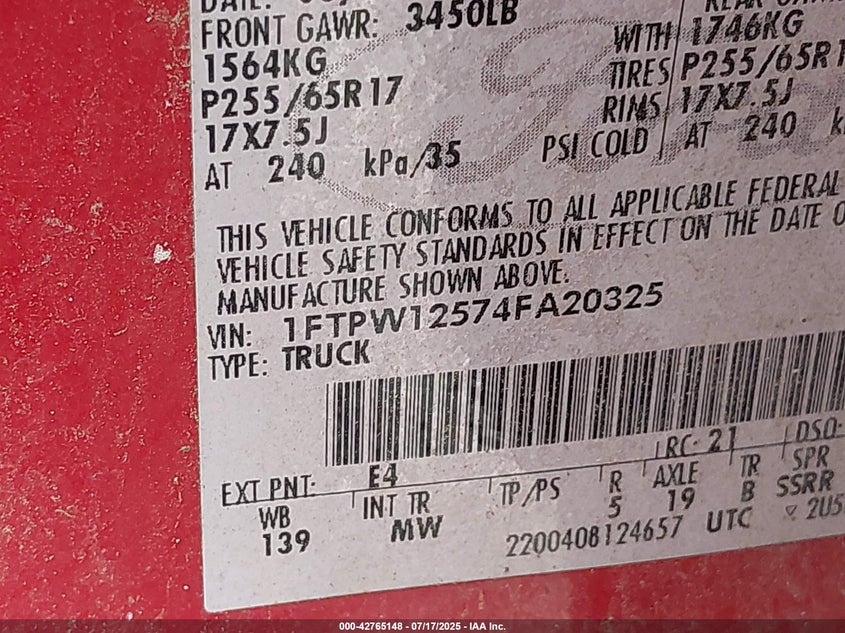 DATE:
FRONT GAWR: 3450LB
1564KG WITH 1746KG
P255/65R17 TIRES P255/65R1
17X7.5J RIMS 17X7.5J
AT 240 kPa/35 PSI COLD AT 240
THIS VEHICLE CONFORMS TO ALL APPLICABLE FEDERAL
VEHICLE SAFETY STANDARDS IN EFFECT ON THE DATE O
MANUFACTURE SHOWN ABOVE.
VIN: 1FTPW12574FA20325
TYPE: TRUCK
EXT PNT: E4 RC: 21 DSO:
WB INT TR TP/PS R AXLE TR SPR
139 MW 5 19 B SSRR
2200408124657 UTC 2U5
000-42765148 - 07/17/2025 - IAA Inc.